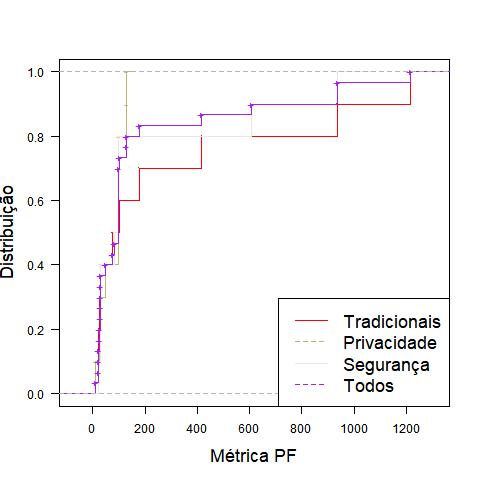 1.0
0.8
0.6
0.4
0.2
0.0
Distribuição
Tradicionais
Privacidade
Segurança
Todos
0 200 400 600 800 1000 1200
Métrica PF